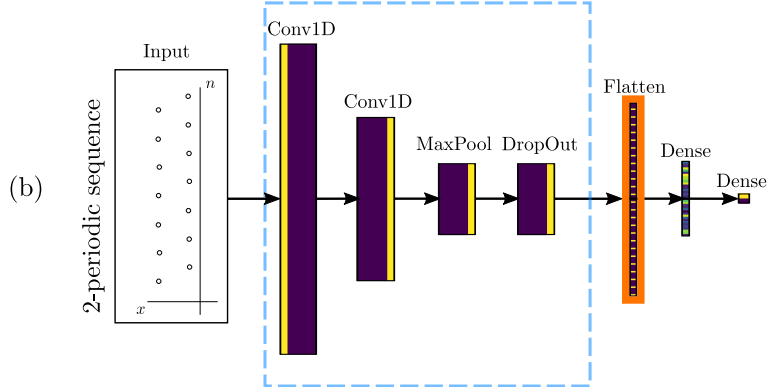 (b)
2-periodic sequence
Input
n
x
Conv1D
Conv1D
MaxPool
DropOut
Flatten
Dense
Dense